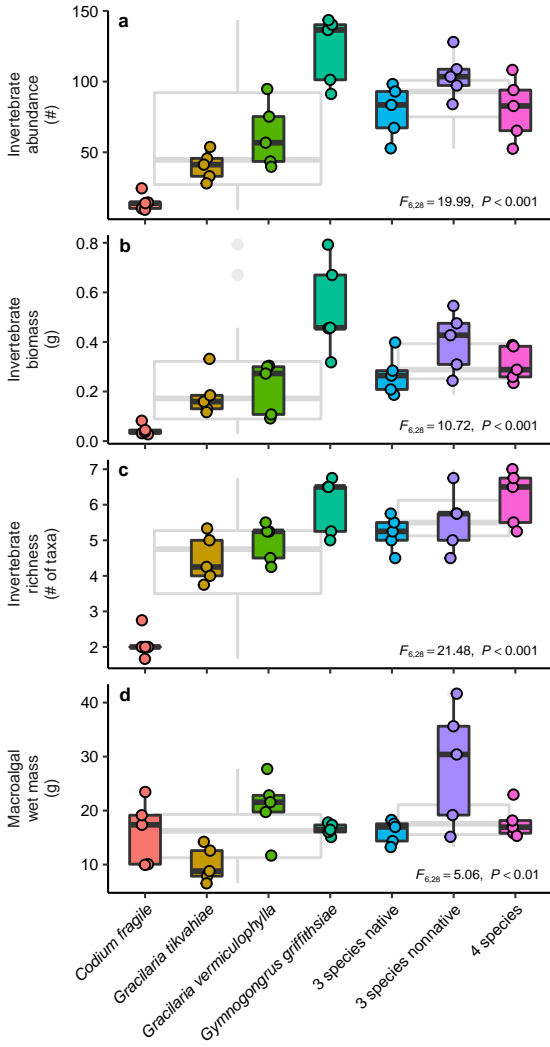 a
Invertebrate
abundance
(#)
150
100
50
F6,28 = 19.99, P < 0.001
b
Invertebrate
biomass
(g)
0.8
0.6
0.4
0.2
0.0
F6,28 = 10.72, P < 0.001
c
Invertebrate
richness
(# of taxa)
7
6
5
4
3
2
F6,28 = 21.48, P < 0.001
d
Macroalgal
wet mass
(g)
40
30
20
10
F6,28 = 5.06, P < 0.01
Codium fragile
Gracilaria tikvahiae
Gracilaria vermiculophylla
Gymnogongrus griffithsiae
3 species native
3 species nonnative
4 species